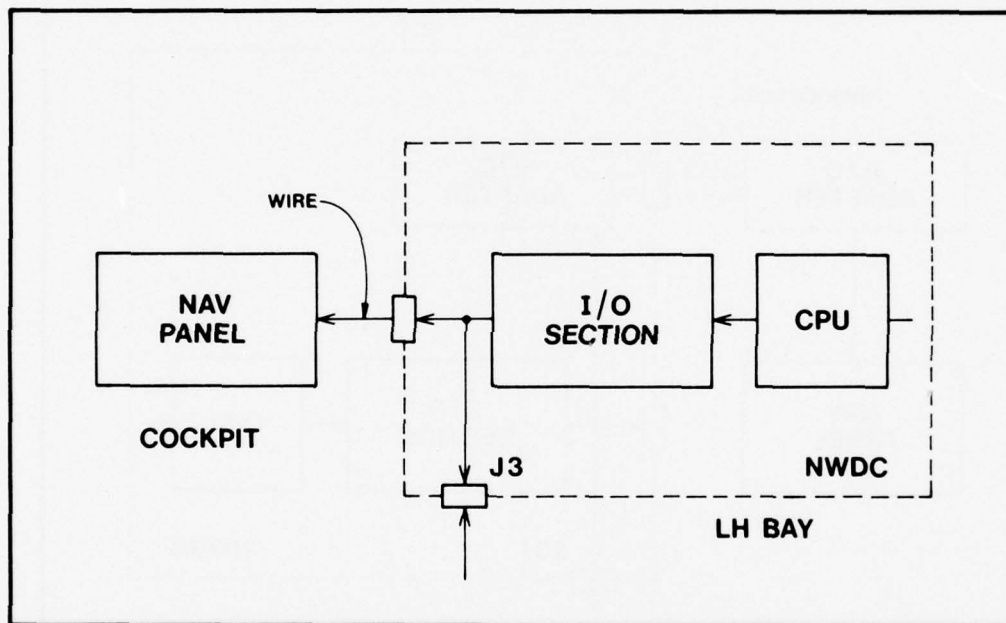 WIRE
NAV
PANEL
I/O
SECTION
CPU
COCKPIT
J3
NWDC
LH BAY